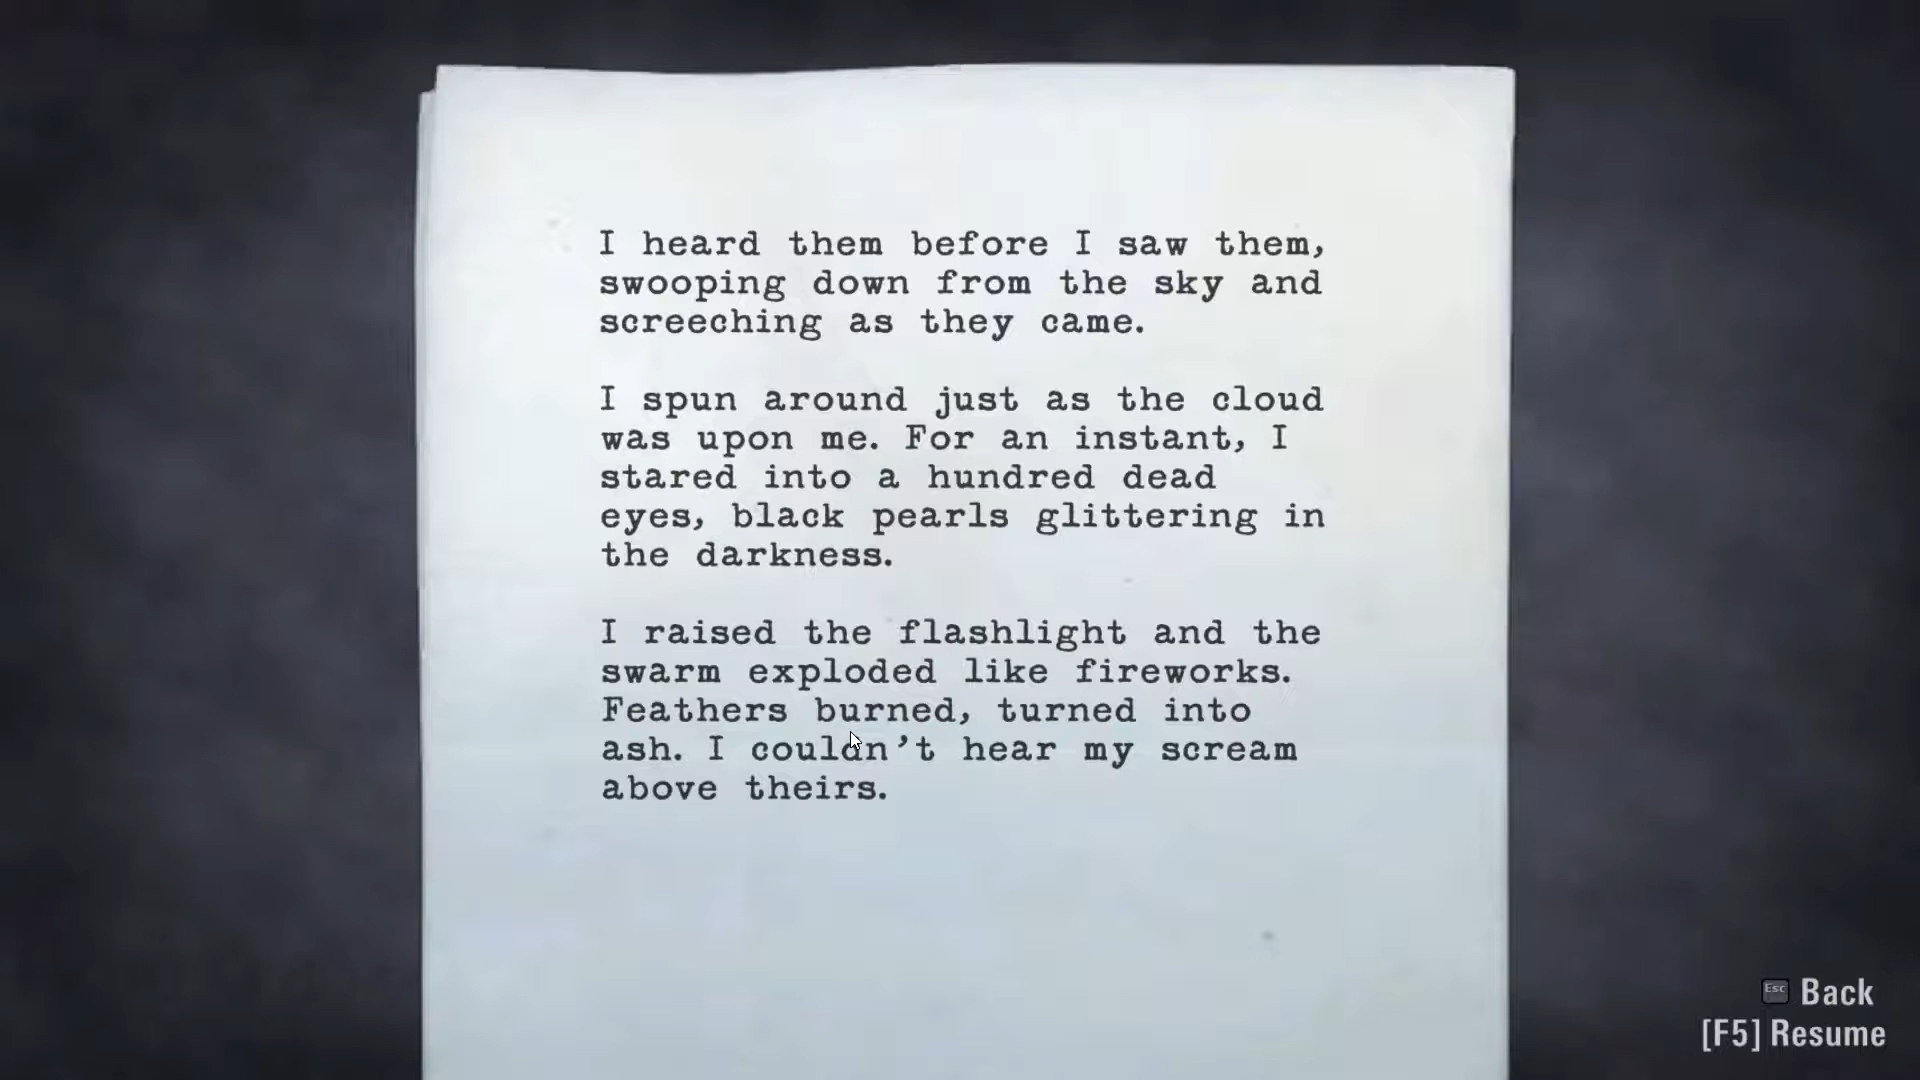 I heard them before I saw them,
swooping down from the sky and
screeching as they came.
I spun around just as the cloud
was upon me. For an instant, I
stared into a hundred dead
eyes, black pearls glittering in
the darkness.
I raised the flashlight and the
swarm exploded like fireworks.
Feathers burned, turned into
ash. I couldn't hear my scream
above theirs.
Esc Back
[F5] Resume